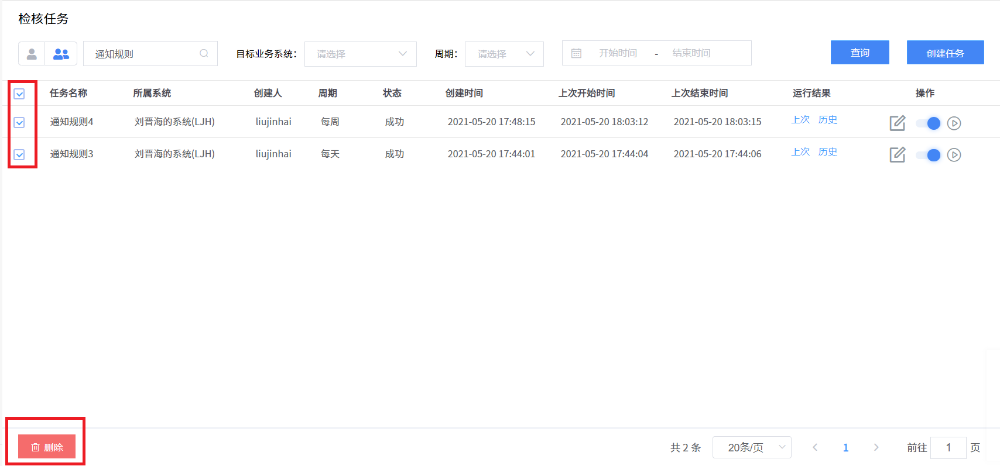 检核任务
通知规则 目标业务系统： 请选择 周期： 请选择 开始时间 - 结束时间 查询 创建任务
任务名称 所属系统 创建人 周期 状态 创建时间 上次开始时间 上次结束时间 运行结果 操作
通知规则4 刘晋海的系统(LJH) liujinhai 每周 成功 2021-05-20 17:48:15 2021-05-20 18:03:12 2021-05-20 18:03:15 上次 历史
通知规则3 刘晋海的系统(LJH) liujinhai 每天 成功 2021-05-20 17:44:01 2021-05-20 17:44:04 2021-05-20 17:44:06 上次 历史
删除 共 2 条 20条/页 1 前往 1 页